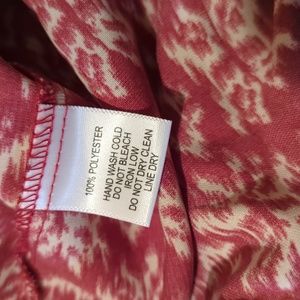 100% POLYESTER
HAND WASH COLD
DO NOT BLEACH
IRON LOW
DO NOT DRY CLEAN
LINE DRY